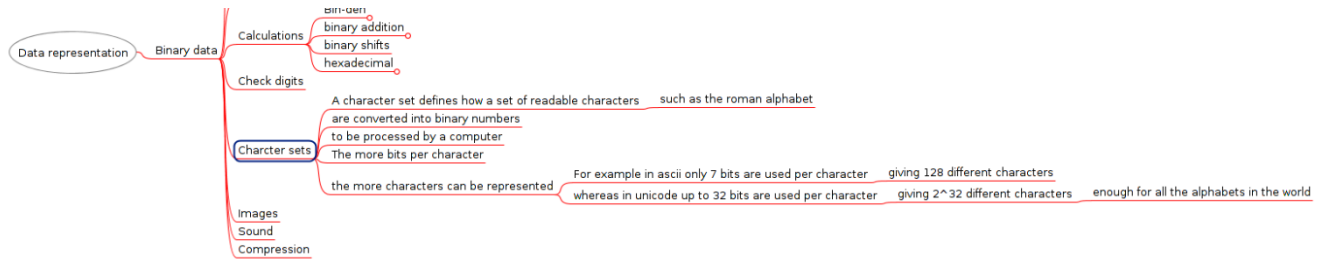 Data representation
Binary data
Calculations
Bin-den
binary addition
binary shifts
hexadecimal
Check digits
Charcter sets
A character set defines how a set of readable characters
such as the roman alphabet
are converted into binary numbers
to be processed by a computer
The more bits per character
the more characters can be represented
For example in ascii only 7 bits are used per character
giving 128 different characters
whereas in unicode up to 32 bits are used per character
giving 2^32 different characters
enough for all the alphabets in the world
Images
Sound
Compression